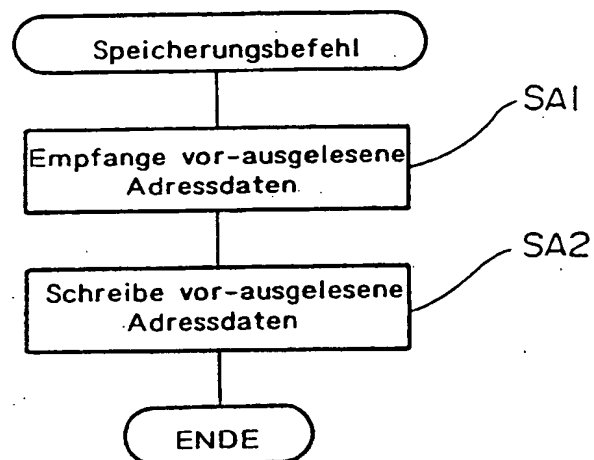 Speicherungsbefehl
SA1
Empfange vor-ausgelesene
Adressdaten
SA2
Schreibe vor-ausgelesene
Adressdaten
ENDE